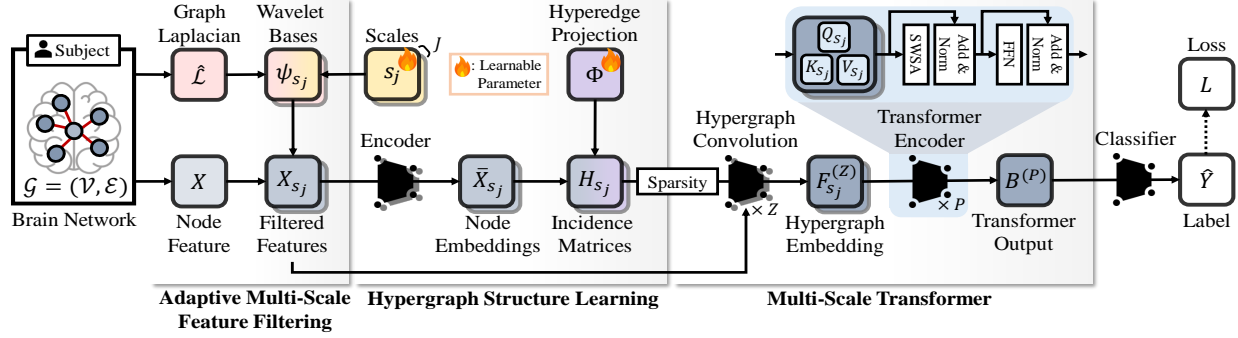 Subject
𝒢 = (𝒱, ℰ)
Brain Network
Graph
Laplacian
ℒ̂
X
Node
Feature
Wavelet
Bases
ψ_{s_j}
X_{s_j}
Filtered
Features
Scales
J
s_j
: Learnable
Parameter
Encoder
X̄_{s_j}
Node
Embeddings
Hyperedge
Projection
Φ
H_{s_j}
Incidence
Matrices
Sparsity
Hypergraph
Convolution
× Z
F_{s_j}^{(Z)}
Hypergraph
Embedding
Q_{s_j}
K_{s_j}
V_{s_j}
SWSA
Add &
Norm
FFN
Add &
Norm
Transformer
Encoder
× P
B^{(P)}
Transformer
Output
Classifier
Loss
L
Ŷ
Label
Adaptive Multi-Scale
Feature Filtering
Hypergraph Structure Learning
Multi-Scale Transformer